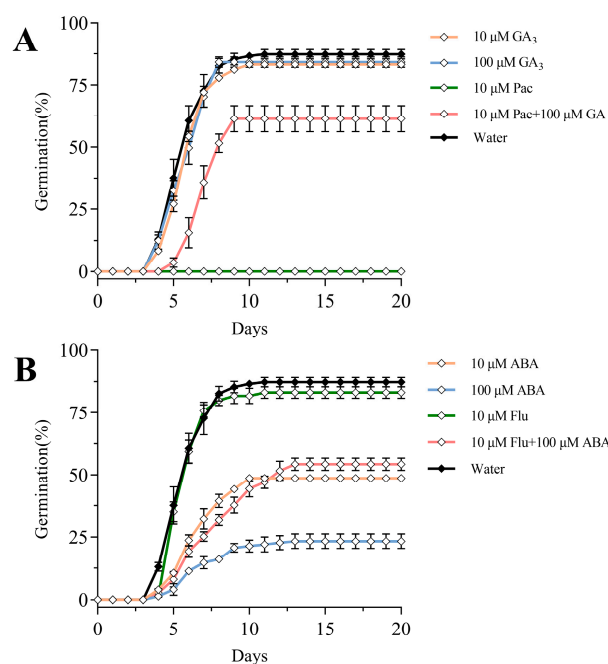 A
100
75
50
25
0
Germination(%)
0 5 10 15 20
Days
10 μM GA₃
100 μM GA₃
10 μM Pac
10 μM Pac+100 μM GA
Water
B
100
75
50
25
0
Germination(%)
0 5 10 15 20
Days
10 μM ABA
100 μM ABA
10 μM Flu
10 μM Flu+100 μM ABA
Water